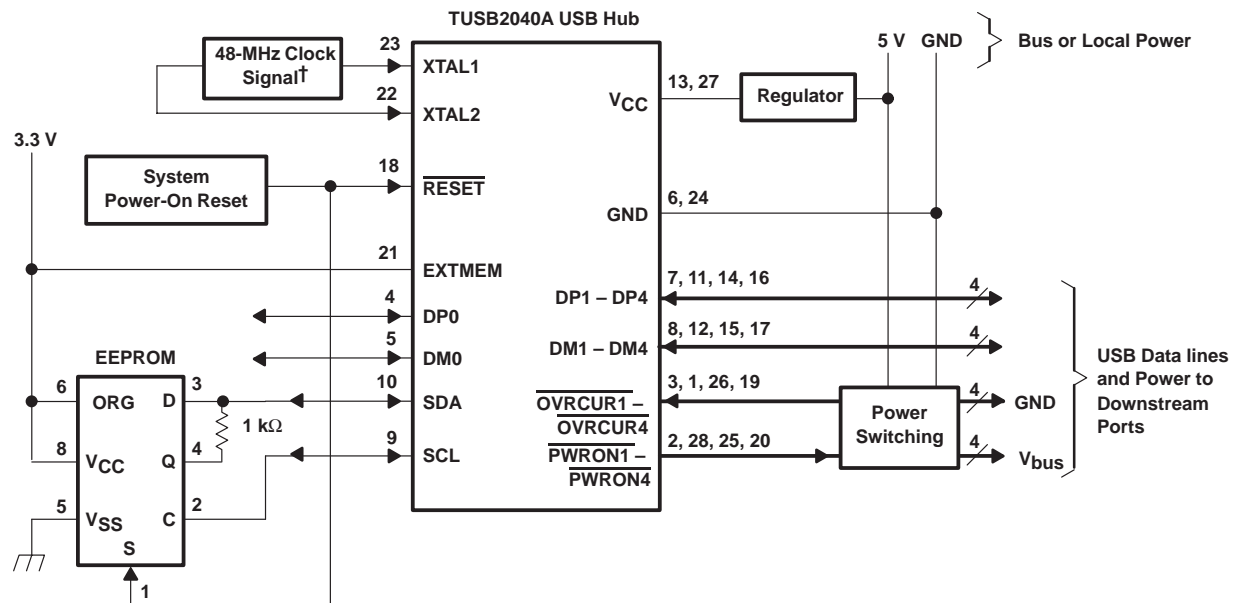 TUSB2040A USB Hub
48-MHz Clock
Signal†
23
XTAL1
22
XTAL2
5 V GND
Bus or Local Power
13, 27
VCC
Regulator
3.3 V
System
Power-On Reset
18
RESET
6, 24
GND
21
EXTMEM
4
DP0
5
DM0
7, 11, 14, 16
DP1 – DP4
4
8, 12, 15, 17
DM1 – DM4
4
USB Data lines
and Power to
Downstream
Ports
EEPROM
6
ORG
D
3
1 kΩ
10
SDA
3, 1, 26, 19
OVRCUR1 –
OVRCUR4
Power
Switching
4
GND
8
VCC
Q
4
9
SCL
2, 28, 25, 20
PWRON1 –
PWRON4
4
Vbus
5
VSS
C
2
S
1